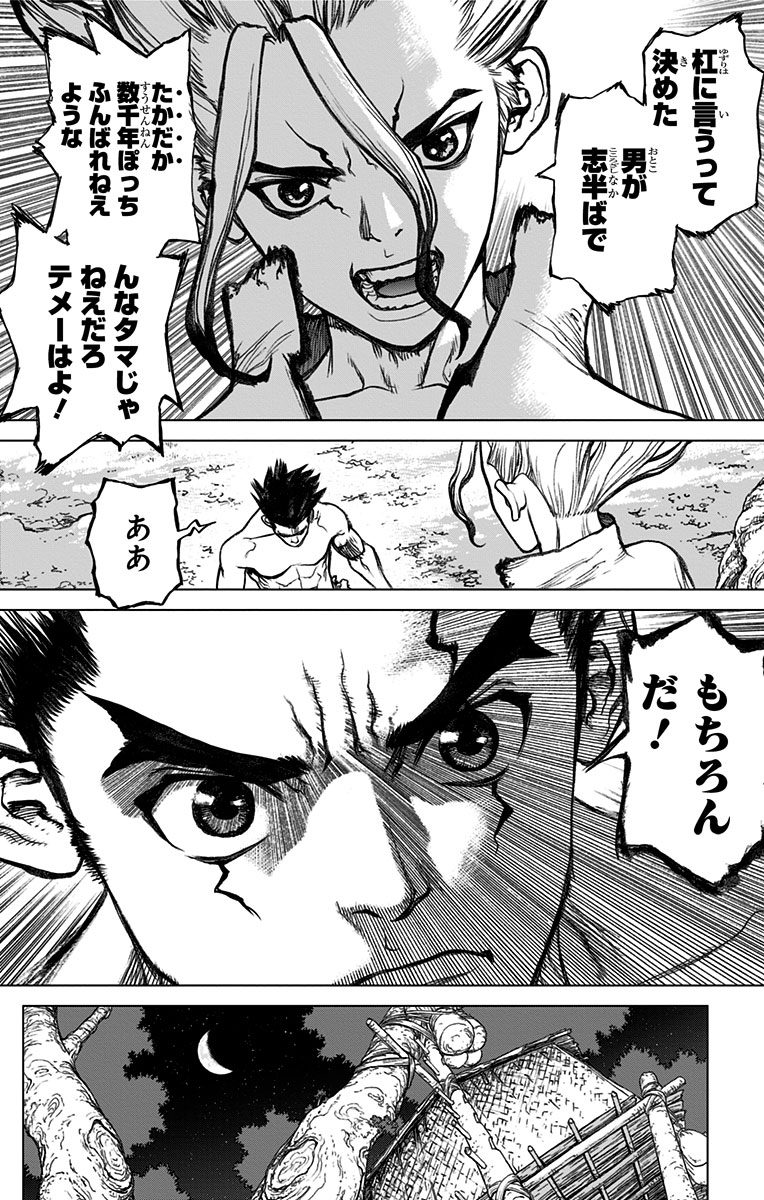 杠に言うって
決めた
男が
志半ばで
たかだか
数千年ぽっち
ふんばれねえ
ような
んなタマじゃ
ねえだろ
テメーはよ！
ああ
もちろん
だ！